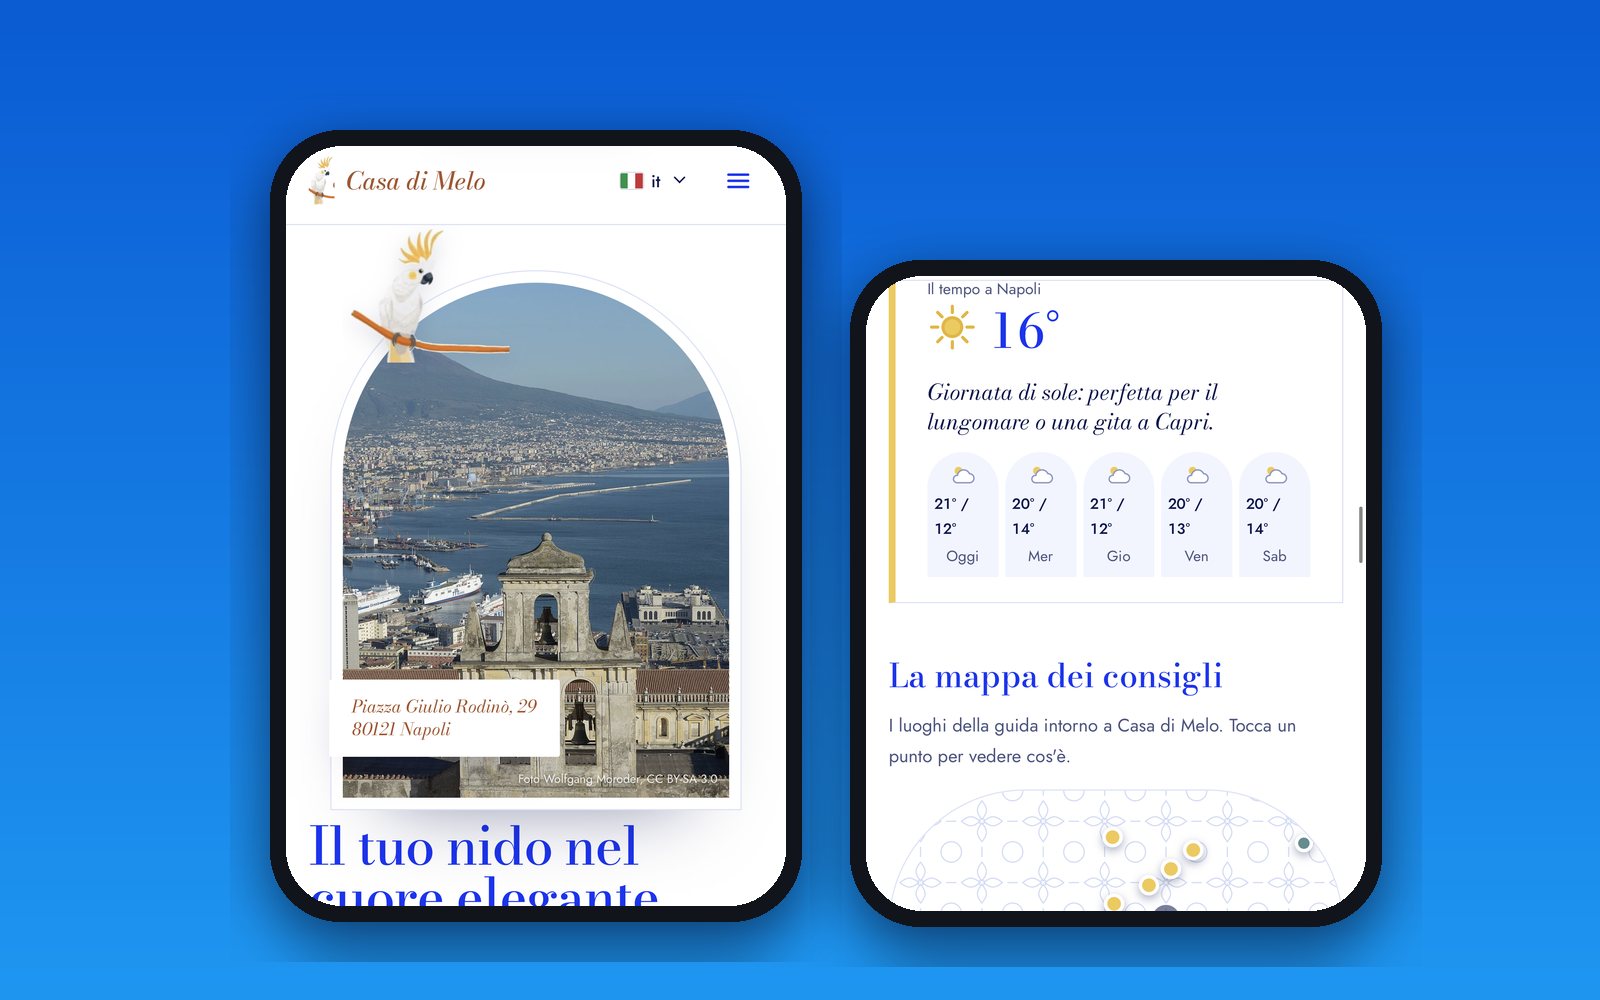 Casa di Melo
it
Piazza Giulio Rodinò, 29
80121 Napoli
Foto Wolfgang Moroder, CC BY-SA 3.0
Il tuo nido nel
cuore elegante
Il tempo a Napoli
16°
Giornata di sole: perfetta per il
lungomare o una gita a Capri.
21° / 12° Oggi
20° / 14° Mer
21° / 12° Gio
20° / 13° Ven
20° / 14° Sab
La mappa dei consigli
I luoghi della guida intorno a Casa di Melo. Tocca un
punto per vedere cos'è.